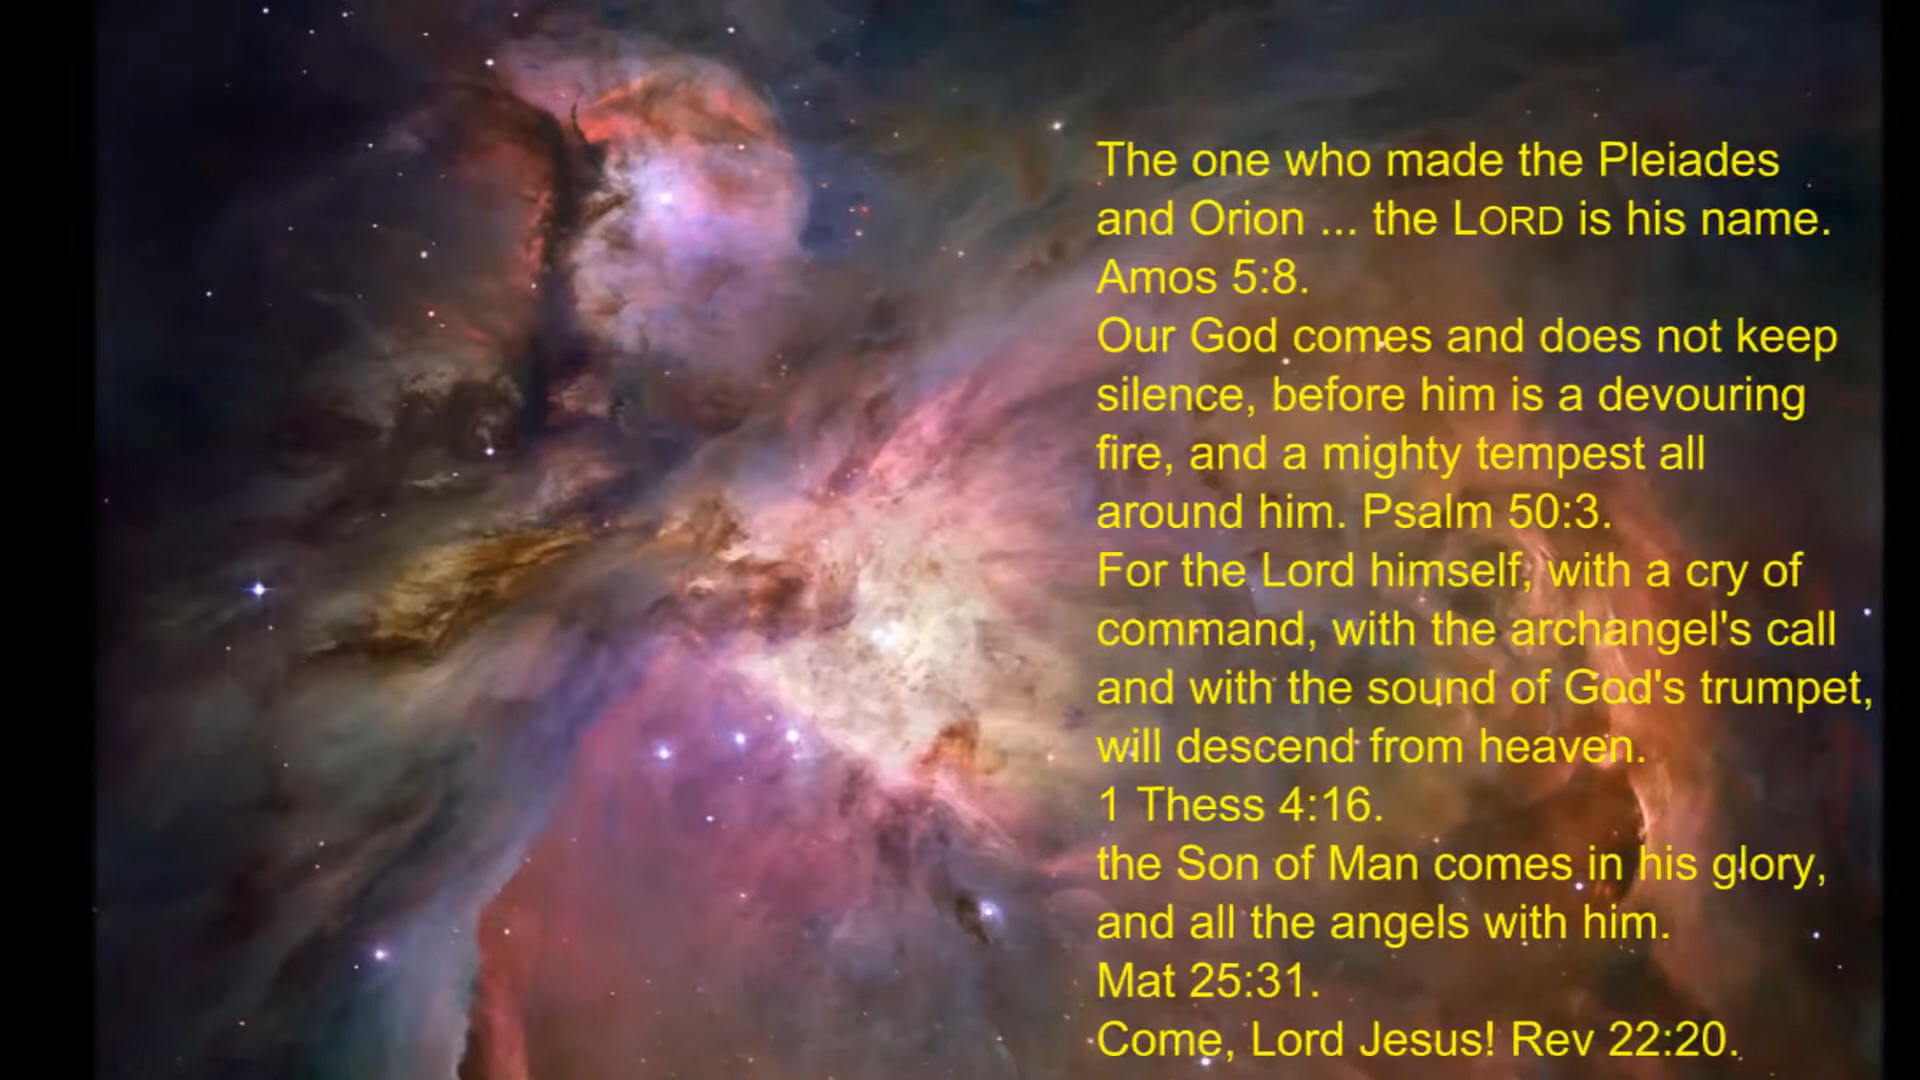 The one who made the Pleiades
and Orion ... the LORD is his name.
Amos 5:8.
Our God comes and does not keep
silence, before him is a devouring
fire, and a mighty tempest all
around him. Psalm 50:3.
For the Lord himself, with a cry of
command, with the archangel's call
and with the sound of God's trumpet,
will descend from heaven.
1 Thess 4:16.
the Son of Man comes in his glory,
and all the angels with him.
Mat 25:31.
Come, Lord Jesus! Rev 22:20.